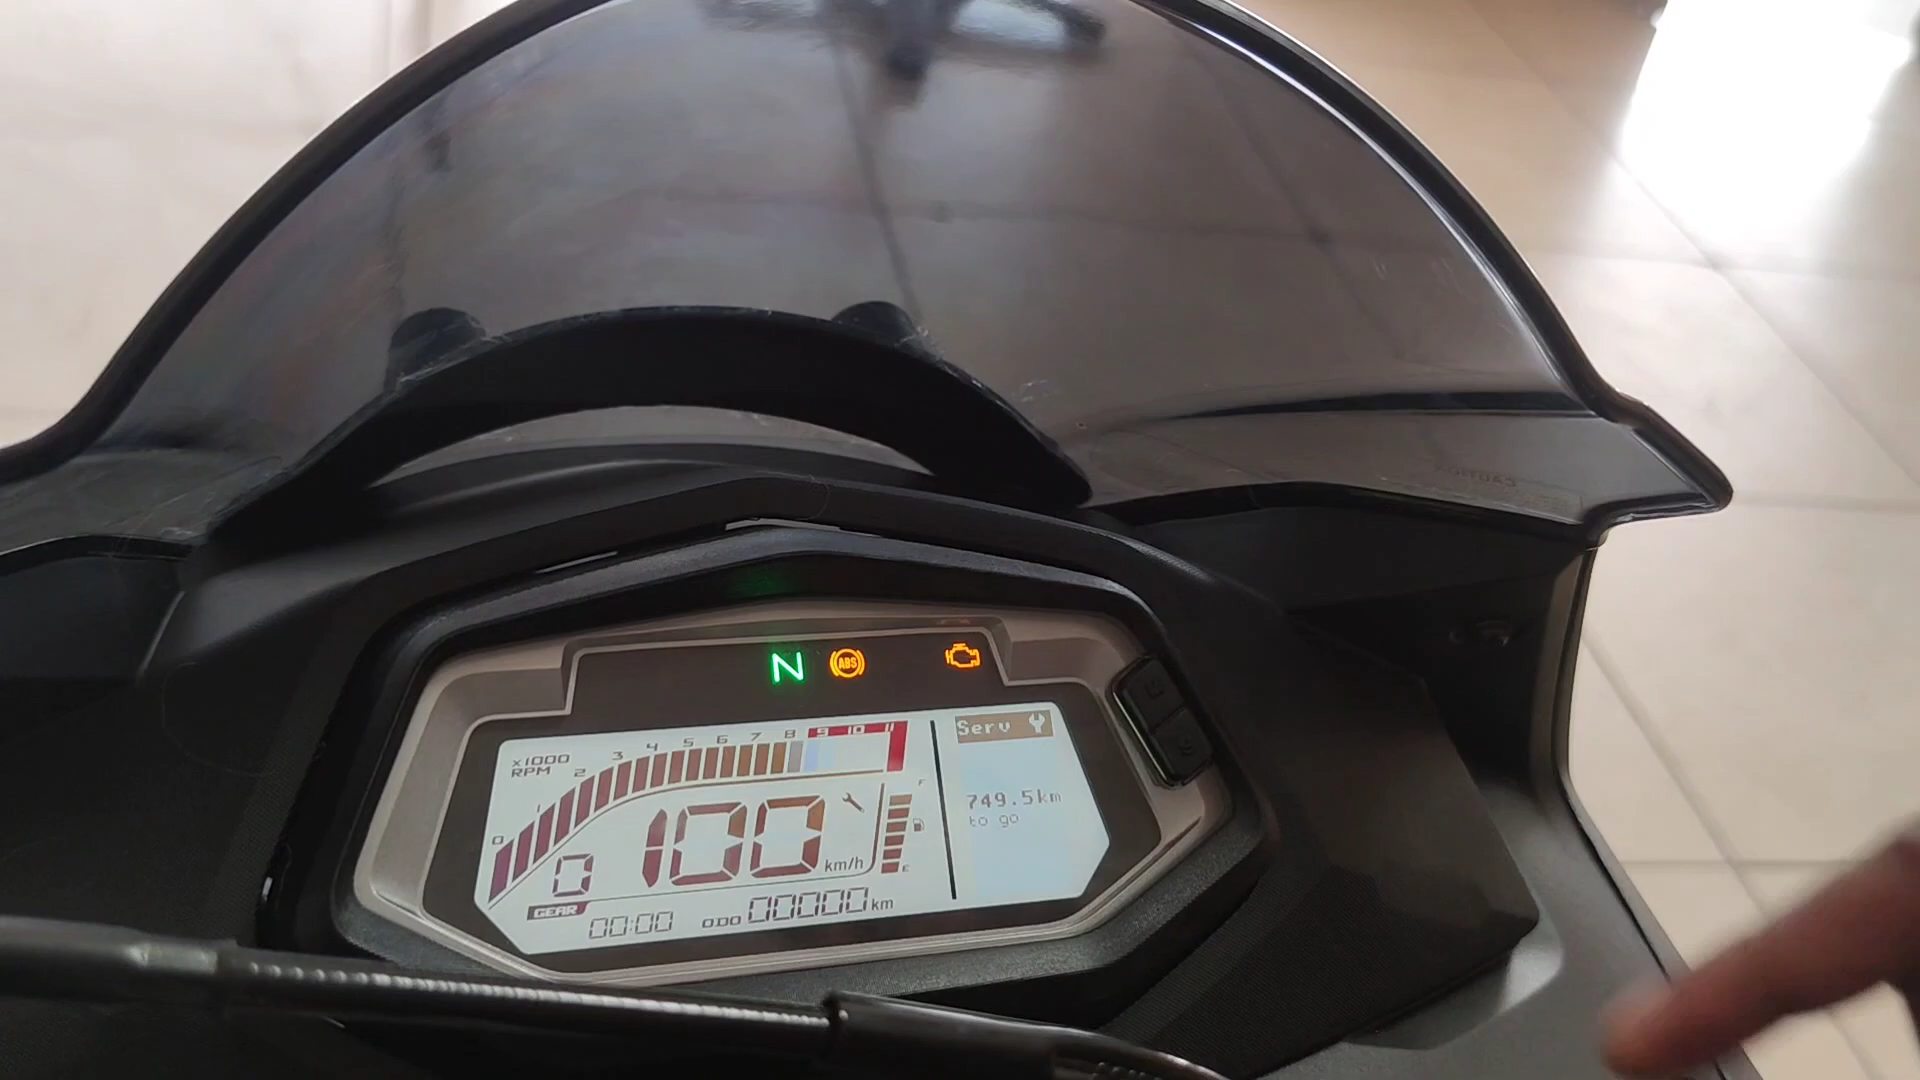 N ABS
Serv
x1000
RPM
0 1 2 3 4 5 6 7 8 9 10 11
F
100 km/h
749.5km
to go
0
E
GEAR
00:00 ODO 00000 km